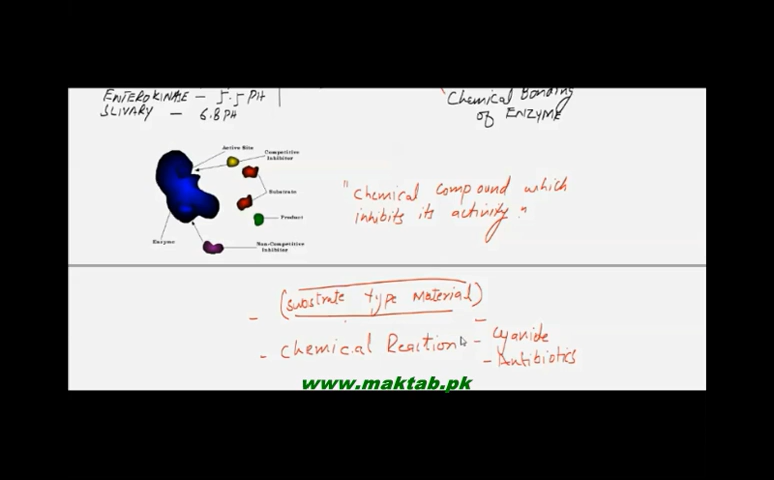 ENTEROKINASE - 5.5 PH
SLIVARY - 6.8 PH
Chemical Bonding
of ENZYME
Active Site
Competitive
Inhibitor
Substrate
Product
Enzyme
Non-Competitive
Inhibitor
"Chemical compound which
inhibits its activity."
- (substrate type material) -
- Chemical Reaction
- Cyanide
- Antibiotics
www.maktab.pk